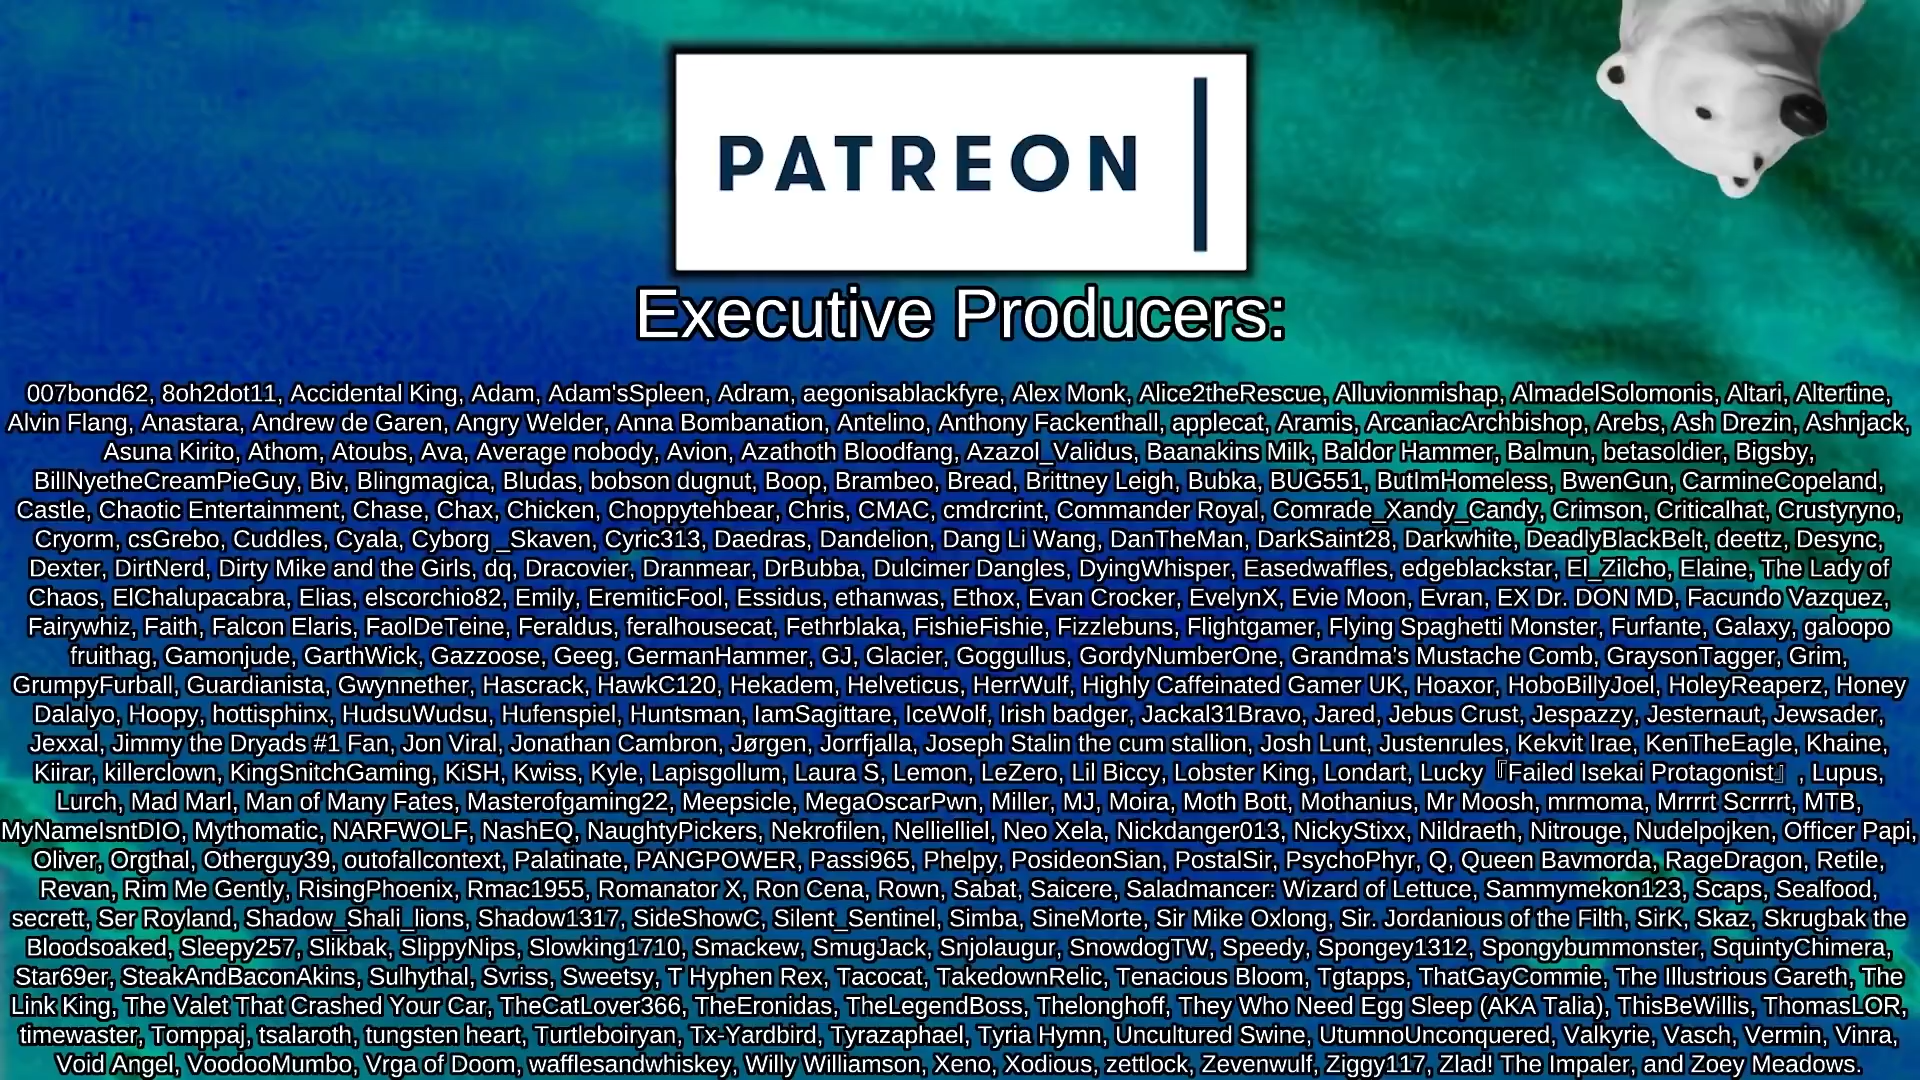 PATREON
Executive Producers:
007bond62, 8oh2dot11, Accidental King, Adam, Adam'sSpleen, Adram, aegonisablackfyre, Alex Monk, Alice2theRescue, Alluvionmishap, AlmadelSolomonis, Altari, Altertine,
Alvin Flang, Anastara, Andrew de Garen, Angry Welder, Anna Bombanation, Antelino, Anthony Fackenthall, applecat, Aramis, ArcaniacArchbishop, Arebs, Ash Drezin, Ashnjack,
Asuna Kirito, Athom, Atoubs, Ava, Average nobody, Avion, Azathoth Bloodfang, Azazol_Validus, Baanakins Milk, Baldor Hammer, Balmun, betasoldier, Bigsby,
BillNyetheCreamPieGuy, Biv, Blingmagica, Bludas, bobson dugnut, Boop, Brambeo, Bread, Brittney Leigh, Bubka, BUG551, ButImHomeless, BwenGun, CarmineCopeland,
Castle, Chaotic Entertainment, Chase, Chax, Chicken, Choppytehbear, Chris, CMAC, cmdrcrint, Commander Royal, Comrade_Xandy_Candy, Crimson, Criticalhat, Crustyryno,
Cryorm, csGrebo, Cuddles, Cyala, Cyborg _Skaven, Cyric313, Daedras, Dandelion, Dang Li Wang, DanTheMan, DarkSaint28, Darkwhite, DeadlyBlackBelt, deettz, Desync,
Dexter, DirtNerd, Dirty Mike and the Girls, dq, Dracovier, Dranmear, DrBubba, Dulcimer Dangles, DyingWhisper, Easedwaffles, edgeblackstar, El_Zilcho, Elaine, The Lady of
Chaos, ElChalupacabra, Elias, elscorchio82, Emily, EremiticFool, Essidus, ethanwas, Ethox, Evan Crocker, EvelynX, Evie Moon, Evran, EX Dr. DON MD, Facundo Vazquez,
Fairywhiz, Faith, Falcon Elaris, FaolDeTeine, Feraldus, feralhousecat, Fethrblaka, FishieFishie, Fizzlebuns, Flightgamer, Flying Spaghetti Monster, Furfante, Galaxy, galoopo
fruithag, Gamonjude, GarthWick, Gazzoose, Geeg, GermanHammer, GJ, Glacier, Goggullus, GordyNumberOne, Grandma's Mustache Comb, GraysonTagger, Grim,
GrumpyFurball, Guardianista, Gwynnether, Hascrack, HawkC120, Hekadem, Helveticus, HerrWulf, Highly Caffeinated Gamer UK, Hoaxor, HoboBillyJoel, HoleyReaperz, Honey
Dalalyo, Hoopy, hottisphinx, HudsuWudsu, Hufenspiel, Huntsman, IamSagittare, IceWolf, Irish badger, Jackal31Bravo, Jared, Jebus Crust, Jespazzy, Jesternaut, Jewsader,
Jexxal, Jimmy the Dryads #1 Fan, Jon Viral, Jonathan Cambron, Jørgen, Jorrfjalla, Joseph Stalin the cum stallion, Josh Lunt, Justenrules, Kekvit Irae, KenTheEagle, Khaine,
Kiirar, killerclown, KingSnitchGaming, KiSH, Kwiss, Kyle, Lapisgollum, Laura S, Lemon, LeZero, Lil Biccy, Lobster King, Londart, Lucky『Failed Isekai Protagonist』, Lupus,
Lurch, Mad Marl, Man of Many Fates, Masterofgaming22, Meepsicle, MegaOscarPwn, Miller, MJ, Moira, Moth Bott, Mothanius, Mr Moosh, mrmoma, Mrrrrt Scrrrrt, MTB,
MyNameIsntDIO, Mythomatic, NARFWOLF, NashEQ, NaughtyPickers, Nekrofilen, Nellielliel, Neo Xela, Nickdanger013, NickyStixx, Nildraeth, Nitrouge, Nudelpojken, Officer Papi,
Oliver, Orgthal, Otherguy39, outofallcontext, Palatinate, PANGPOWER, Passi965, Phelpy, PosideonSian, PostalSir, PsychoPhyr, Q, Queen Bavmorda, RageDragon, Retile,
Revan, Rim Me Gently, RisingPhoenix, Rmac1955, Romanator X, Ron Cena, Rown, Sabat, Saicere, Saladmancer: Wizard of Lettuce, Sammymekon123, Scaps, Sealfood,
secrett, Ser Royland, Shadow_Shali_lions, Shadow1317, SideShowC, Silent_Sentinel, Simba, SineMorte, Sir Mike Oxlong, Sir. Jordanious of the Filth, SirK, Skaz, Skrugbak the
Bloodsoaked, Sleepy257, Slikbak, SlippyNips, Slowking1710, Smackew, SmugJack, Snjolaugur, SnowdogTW, Speedy, Spongey1312, Spongybummonster, SquintyChimera,
Star69er, SteakAndBaconAkins, Sulhythal, Svriss, Sweetsy, T Hyphen Rex, Tacocat, TakedownRelic, Tenacious Bloom, Tgtapps, ThatGayCommie, The Illustrious Gareth, The
Link King, The Valet That Crashed Your Car, TheCatLover366, TheEronidas, TheLegendBoss, Thelonghoff, They Who Need Egg Sleep (AKA Talia), ThisBeWillis, ThomasLOR,
timewaster, Tomppaj, tsalaroth, tungsten heart, Turtleboiryan, Tx-Yardbird, Tyrazaphael, Tyria Hymn, Uncultured Swine, UtumnoUnconquered, Valkyrie, Vasch, Vermin, Vinra,
Void Angel, VoodooMumbo, Vrga of Doom, wafflesandwhiskey, Willy Williamson, Xeno, Xodious, zettlock, Zevenwulf, Ziggy117, Zlad! The Impaler, and Zoey Meadows.